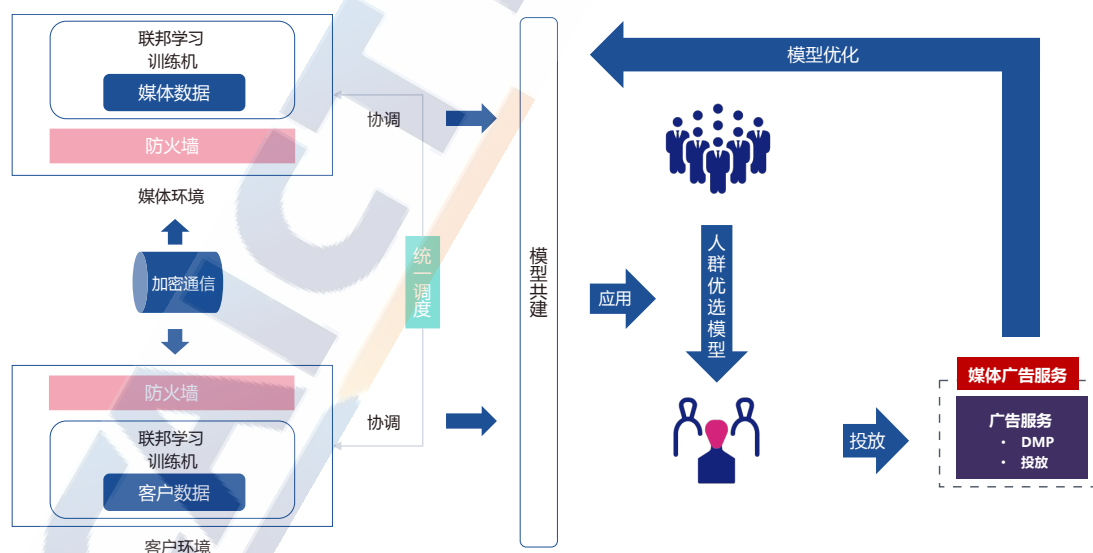 联邦学习
训练机
媒体数据
防火墙
媒体环境
加密通信
防火墙
联邦学习
训练机
客户数据
客户环境
协调
统一调度
协调
模型共建
应用
模型优化
人群优选模型
投放
媒体广告服务
广告服务
· DMP
· 投放
CAICT